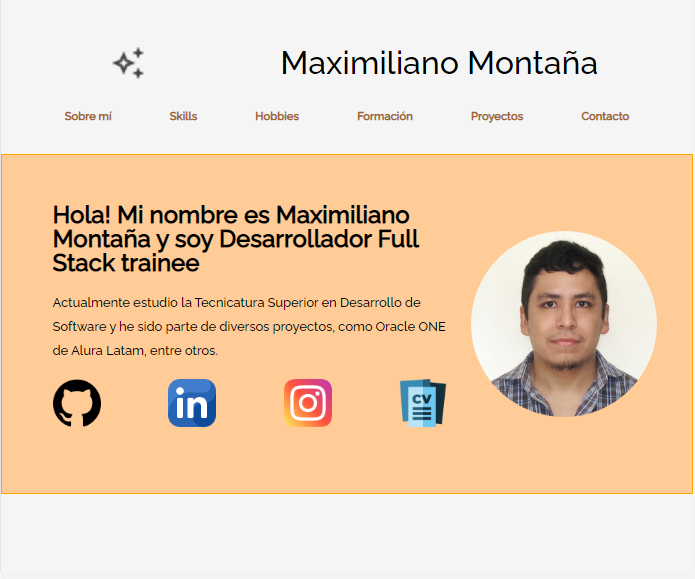 Maximiliano Montaña
Sobre mí Skills Hobbies Formación Proyectos Contacto
Hola! Mi nombre es Maximiliano
Montaña y soy Desarrollador Full
Stack trainee
Actualmente estudio la Tecnicatura Superior en Desarrollo de
Software y he sido parte de diversos proyectos, como Oracle ONE
de Alura Latam, entre otros.
in
CV